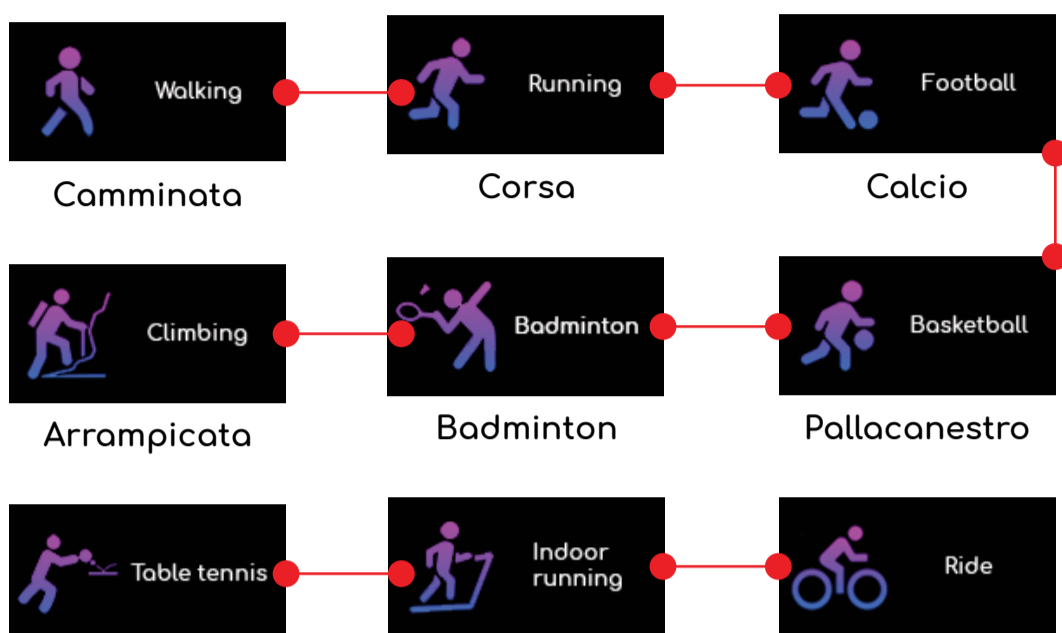 Walking
Running
Football
Camminata
Corsa
Calcio
Climbing
Badminton
Basketball
Arrampicata
Badminton
Pallacanestro
Table tennis
Indoor
running
Ride